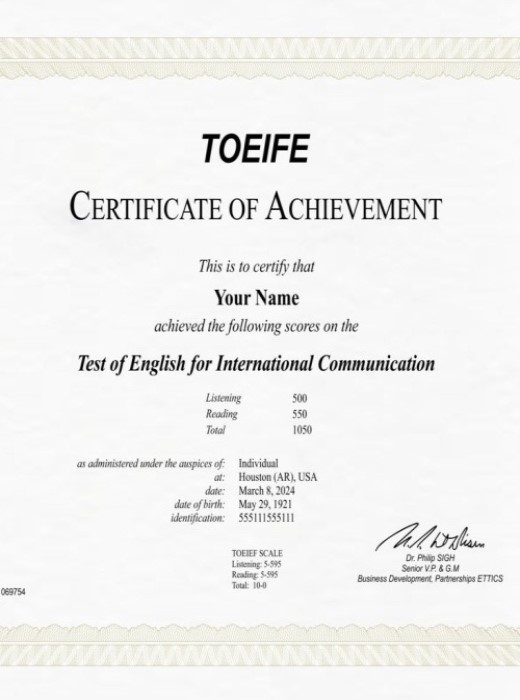 TOEIFE
CERTIFICATE OF ACHIEVEMENT
This is to certify that
Your Name
achieved the following scores on the
Test of English for International Communication
Listening 500
Reading 550
Total 1050
as administered under the auspices of: Individual
at: Houston (AR), USA
date: March 8, 2024
date of birth: May 29, 1921
identification: 555111555111
TOEIEF SCALE
Listening: 5-595
Reading: 5-595
Total: 10-0
Dr. Philip SIGH
Senior V.P. & G.M
Business Development, Partnerships ETTICS
069754